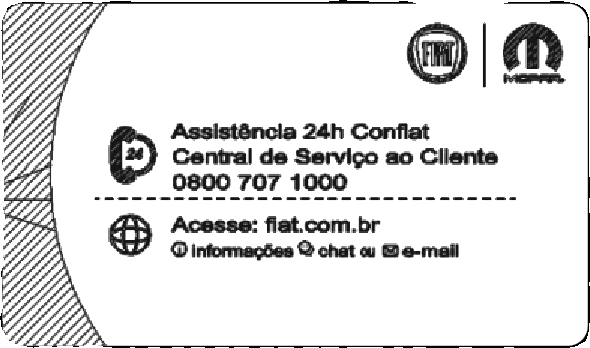 FIAT
MOPAR
Assistência 24h Confiat
24
Central de Serviço ao Cliente
0800 707 1000
Acesse: fiat.com.br
informações chat ou e-mail